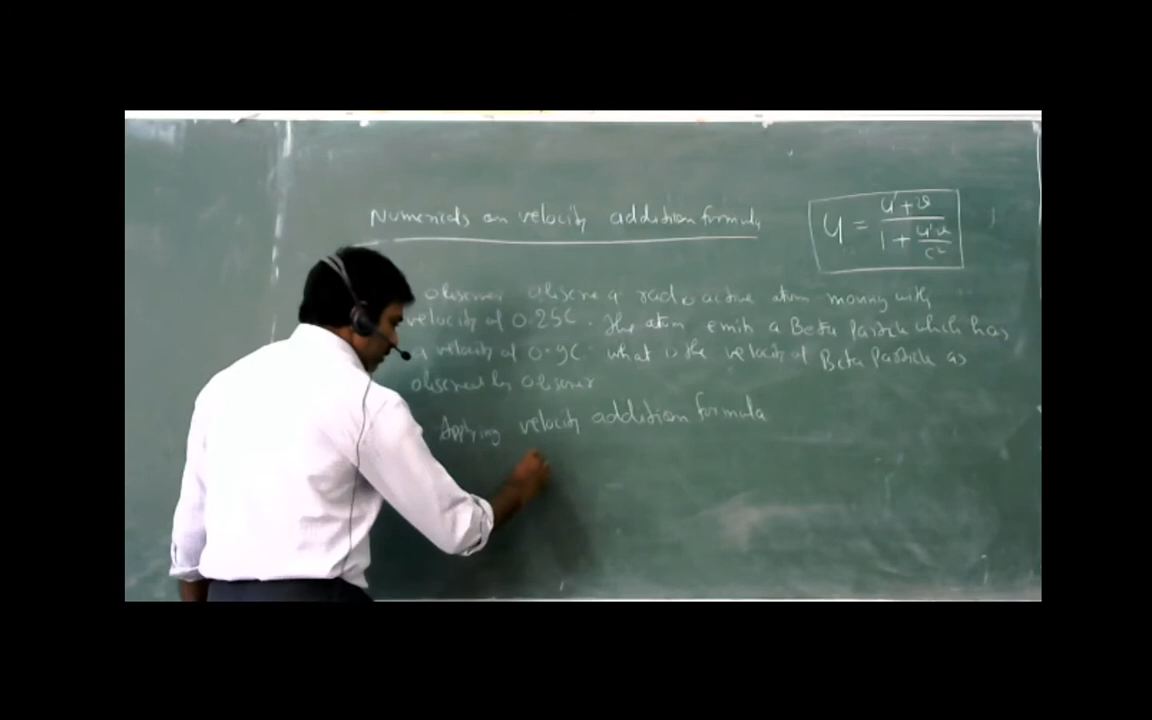 Numericals on velocity addition formula
u = u' + v / 1 + u'v/c²
observer observe a radioactive atom moving with
velocity of 0.25C. The atom emits a Beta Particle which has
a velocity of 0.9C. what is the velocity of Beta Particle as
observed by observer
Applying velocity addition formula